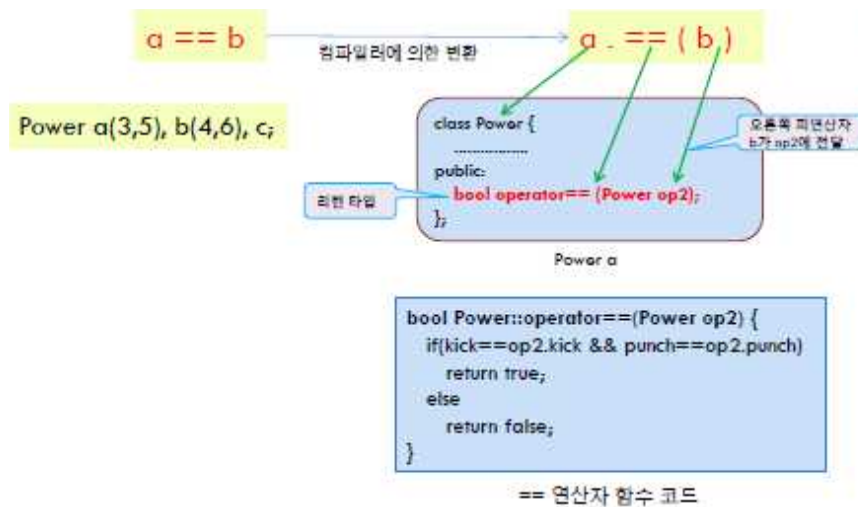 a == b
컴파일러에 의한 변환
a . == ( b )
Power a(3,5), b(4,6), c;
class Power {
..................
public:
bool operator== (Power op2);
};
오른쪽 피연산자
b가 op2에 전달
리턴 타입
Power a
bool Power::operator==(Power op2) {
if(kick==op2.kick && punch==op2.punch)
return true;
else
return false;
}
== 연산자 함수 코드